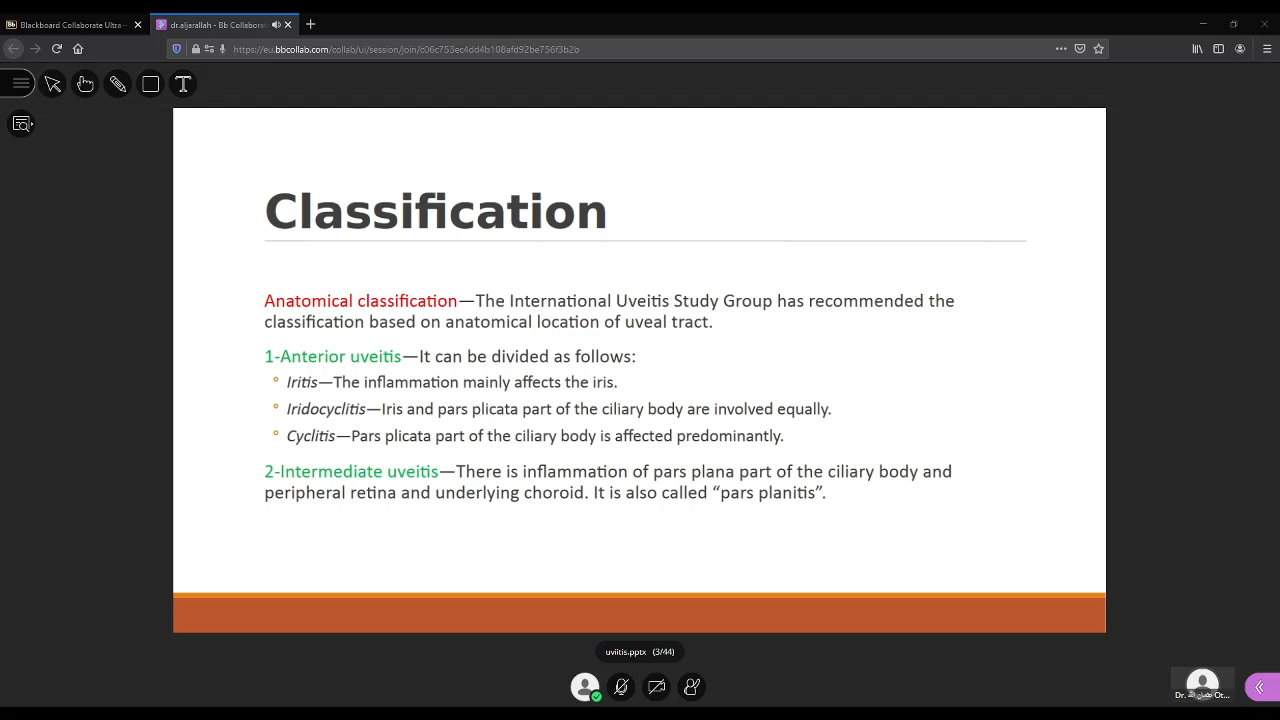 Blackboard Collaborate Ultra –
dr.aljarallah - Bb Collaborat
https://eu.bbcollab.com/collab/ui/session/join/c06c753ec4dd4b108afd92be756f3b2b
Classification
Anatomical classification—The International Uveitis Study Group has recommended the
classification based on anatomical location of uveal tract.
1-Anterior uveitis—It can be divided as follows:
° Iritis—The inflammation mainly affects the iris.
° Iridocyclitis—Iris and pars plicata part of the ciliary body are involved equally.
° Cyclitis—Pars plicata part of the ciliary body is affected predominantly.
2-Intermediate uveitis—There is inflammation of pars plana part of the ciliary body and
peripheral retina and underlying choroid. It is also called “pars planitis”.
uviitis.pptx (3/44)
Dr.